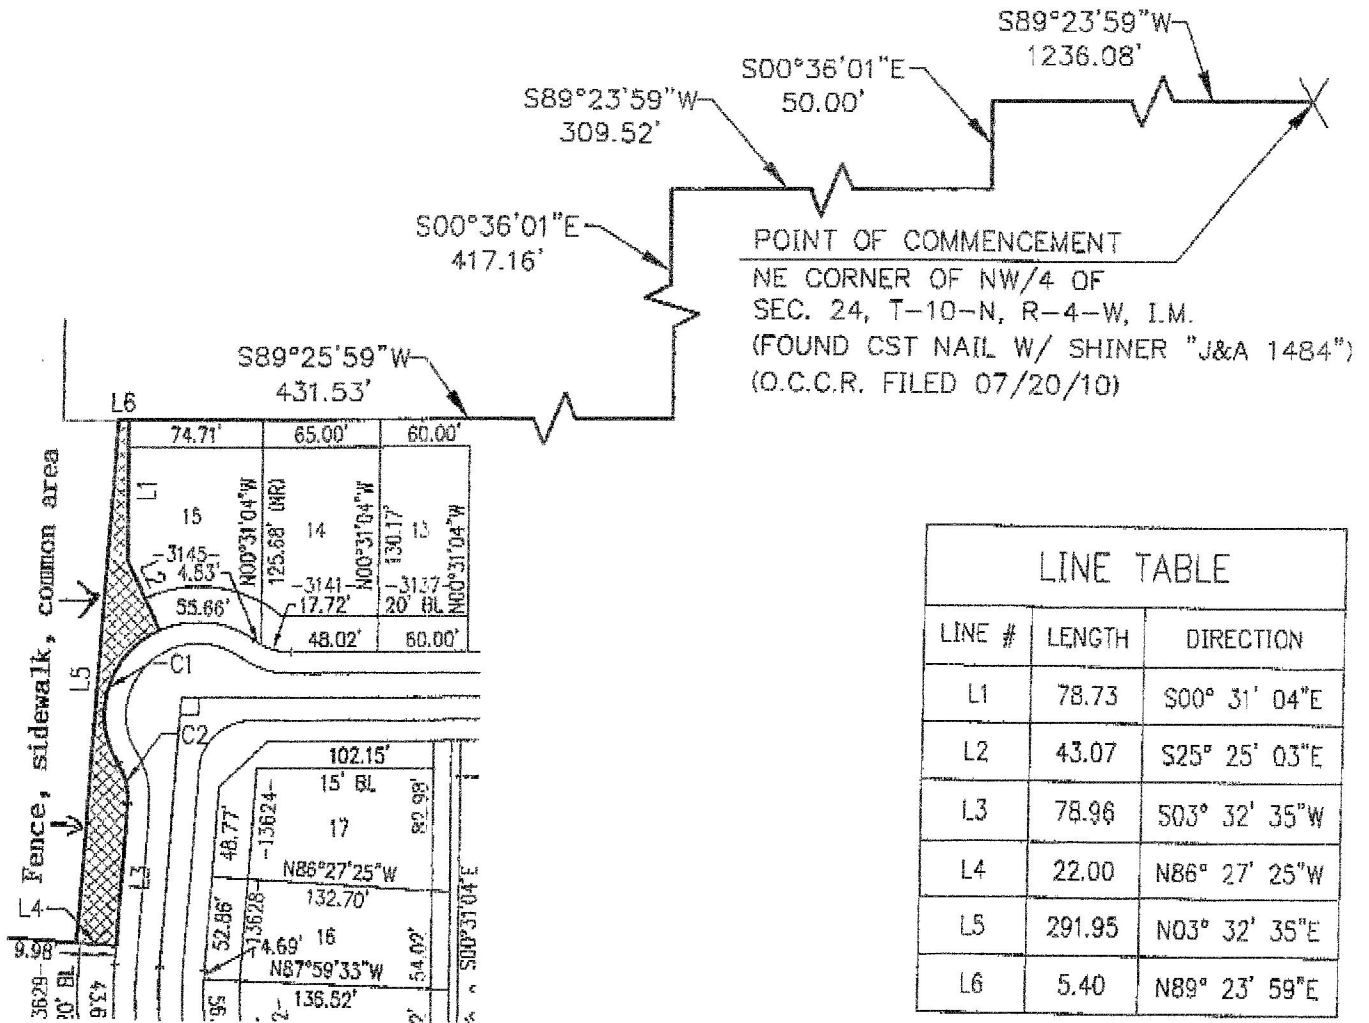 S89°23'59"W
1236.08'
S00°36'01"E
50.00'
S89°23'59"W
309.52'
S00°36'01"E
417.16'
POINT OF COMMENCEMENT
NE CORNER OF NW/4 OF
SEC. 24, T-10-N, R-4-W, I.M.
(FOUND CST NAIL W/ SHINER "J&A 1484")
(O.C.C.R. FILED 07/20/10)
S89°25'59"W
431.53'
L6
74.71'
65.00'
60.00'
Fence, sidewalk, common area
L1
15
N00°31'04"W
125.68' (NR)
14
N00°31'04"W
130.17'
13
N00°31'04"W
-3145-
4.53'
L2
-3141-
-3137-
55.66'
17.72'
20' BL
48.02'
60.00'
C1
L5
C2
102.15'
15' BL
48.77'
-13624-
17
82.98'
N86°27'25"W
132.70'
L3
L4
52.86'
-13628-
16
4.69'
N87°59'33"W
54.02'
S00°31'04"E
136.52'
9.98
LINE TABLE
LINE # LENGTH DIRECTION
L1 78.73 S00° 31' 04"E
L2 43.07 S25° 25' 03"E
L3 78.96 S03° 32' 35"W
L4 22.00 N86° 27' 25"W
L5 291.95 N03° 32' 35"E
L6 5.40 N89° 23' 59"E